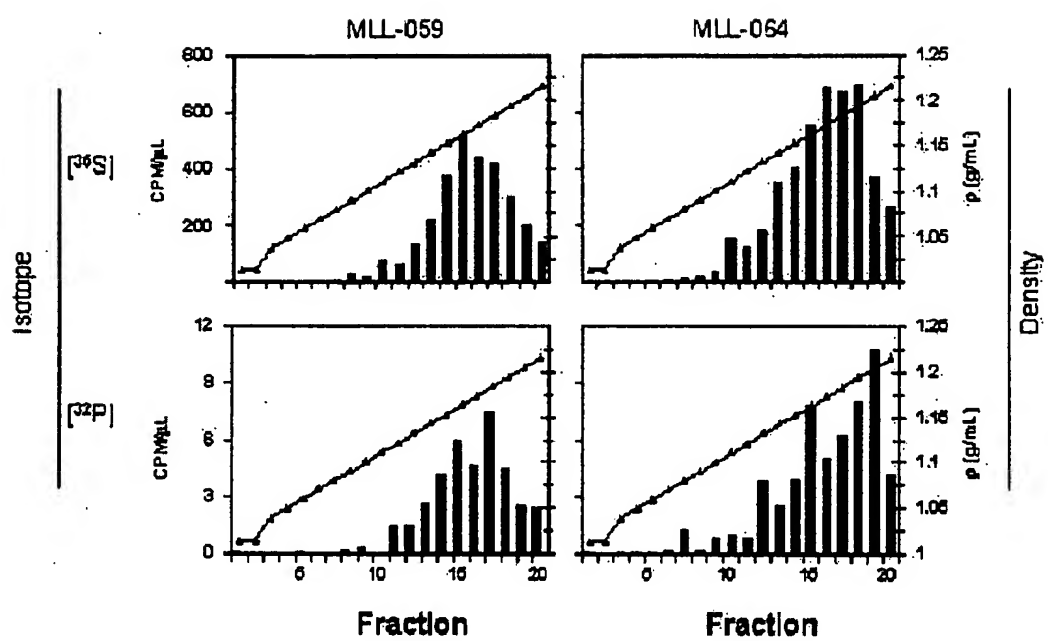 MLL-059 MLL-064
800 1.25
600 1.2
[³⁵S] CPM/µL 400 1.15 ρ (g/mL)
1.1
200 1.05
Isotope Density
12 1.25
9 1.2
[³²P] CPM/µL 6 1.15 ρ (g/mL)
1.1
3 1.05
0 1
5 10 15 20 5 10 15 20
Fraction Fraction